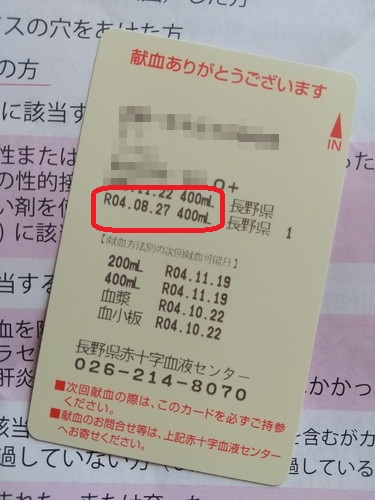 スの穴をあけた方
の方
に該当す
献血ありがとうございます
IN
O+
11.22 400mL 長野県
R04.08.27 400mL 長野県 1
【献血方法別の次回献血可能日】
200mL R04.11.19
400mL R04.11.19
血漿 R04.10.22
血小板 R04.10.22
長野県赤十字血液センター
026-214-8070
■次回献血の際は、このカードを必ずご持参
ください。
■献血のお問合せ等は、上記赤十字血液センター
へお寄せください。
性または
の性的接
い剤を使
)に該
血を
ラセ
肝炎
かかっ
該当
を含むが
過していない方